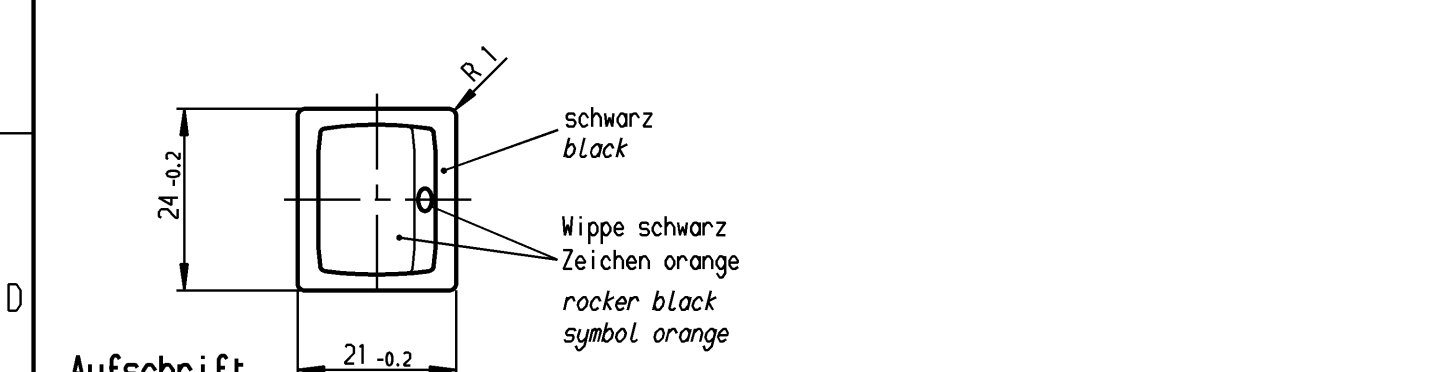 R 1
schwarz
black
24 -0.2
Wippe schwarz
Zeichen orange
D
rocker black
symbol orange
21 -0.2
Aufschrift